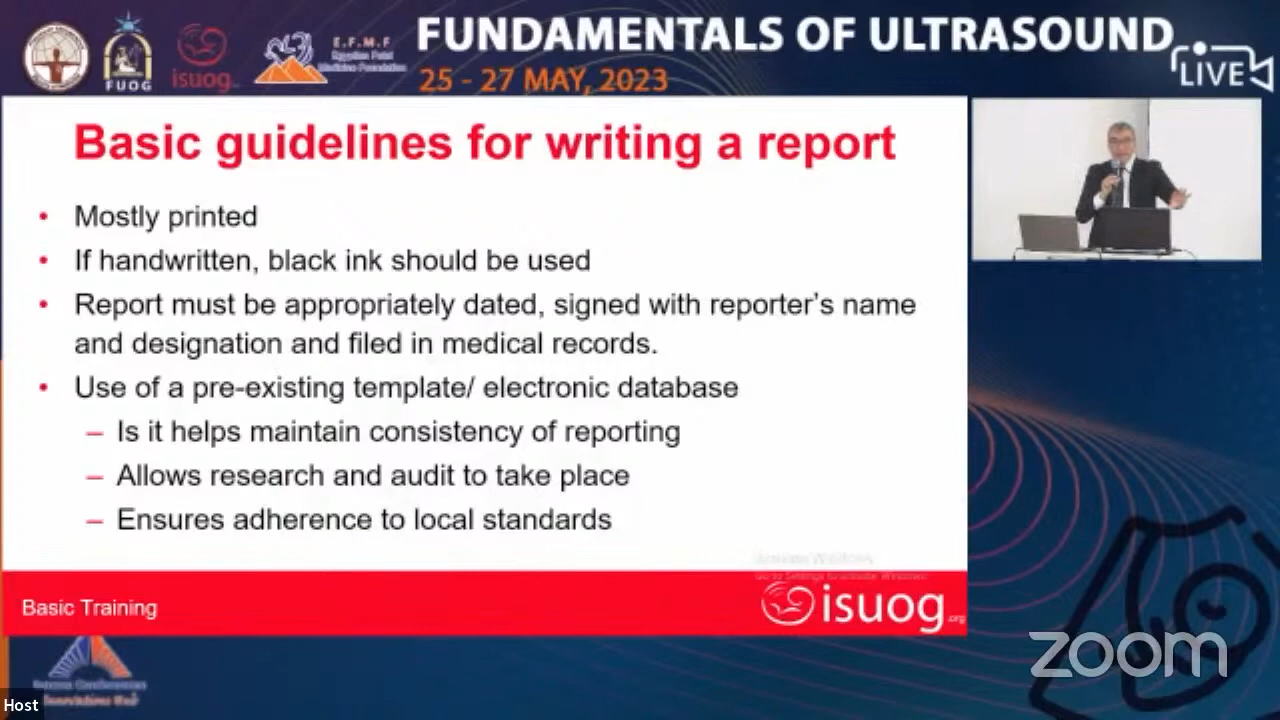 FUNDAMENTALS OF ULTRASOUND
25 - 27 MAY, 2023
LIVE
FUOG
isuog
E.F.M.F
Basic guidelines for writing a report
• Mostly printed
• If handwritten, black ink should be used
• Report must be appropriately dated, signed with reporter’s name
and designation and filed in medical records.
• Use of a pre-existing template/ electronic database
– Is it helps maintain consistency of reporting
– Allows research and audit to take place
– Ensures adherence to local standards
Basic Training
isuog.org
zoom
Host